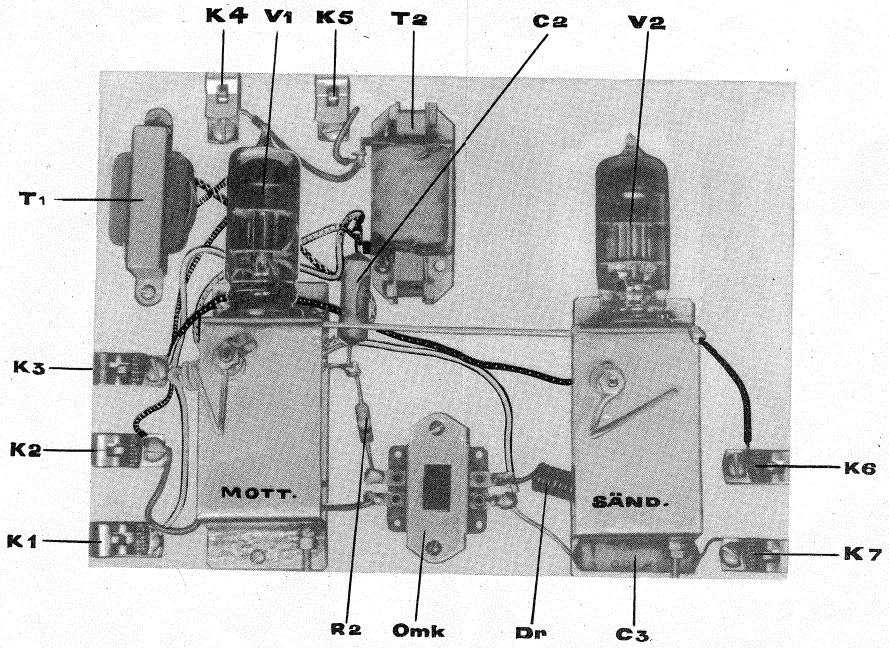 K4 V1 K5 T2 C2 V2
T1
K3
K2
K6
MOTT.
SÄND.
K1
K7
R2 Omk Dr C3